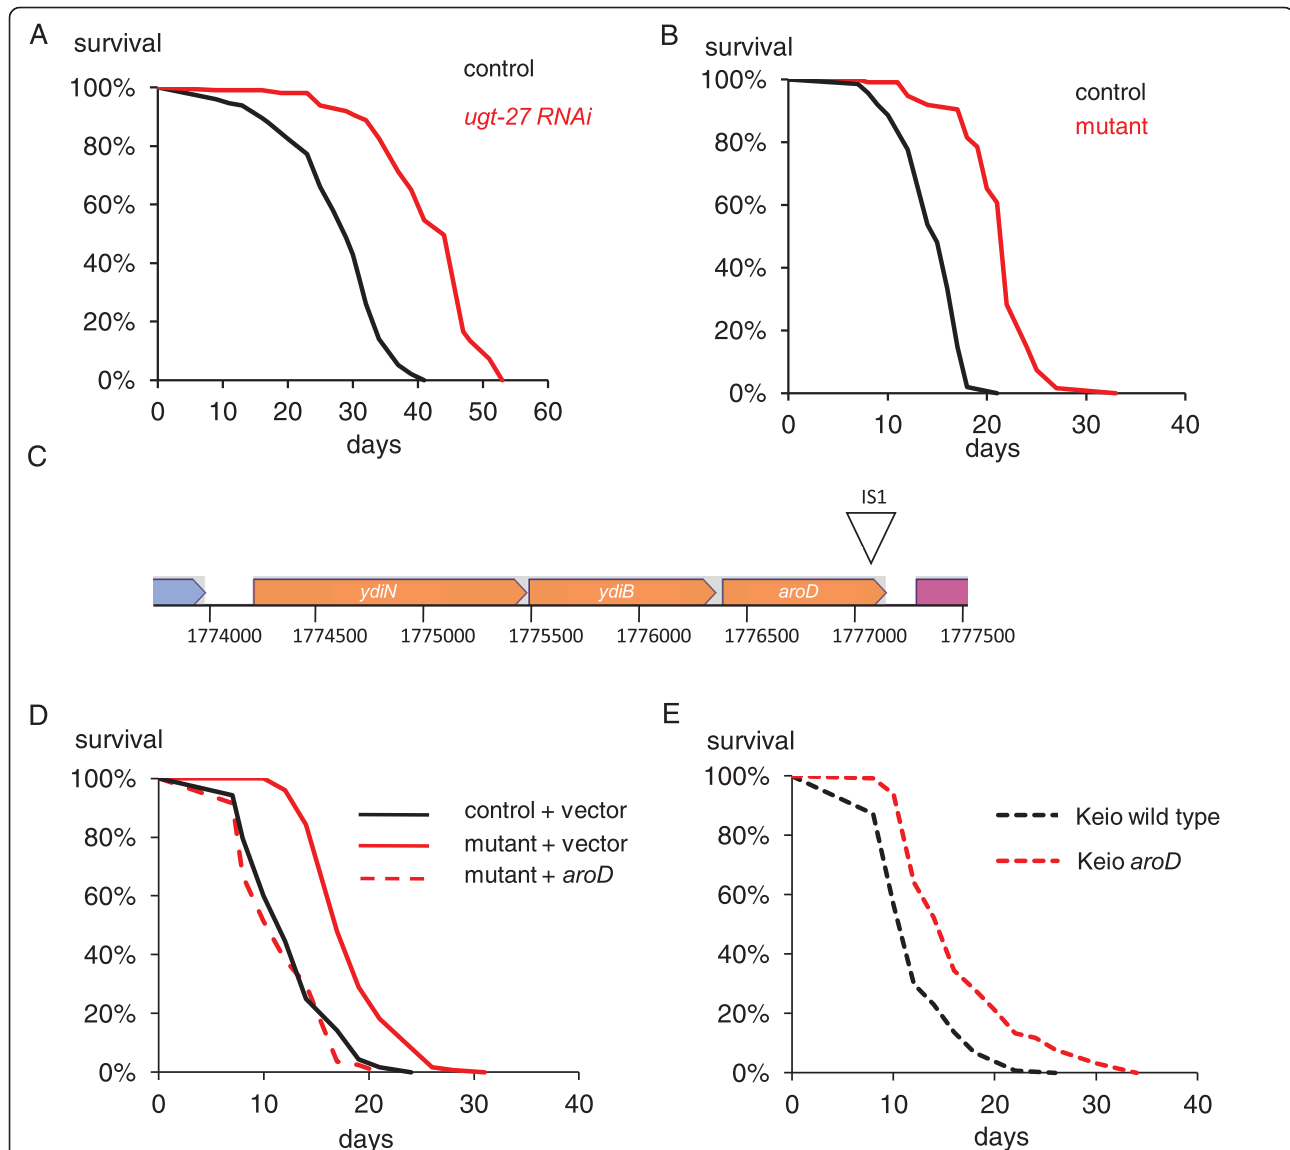 A
survival
control
ugt-27 RNAi
100%
80%
60%
40%
20%
0%
0 10 20 30 40 50 60
days
B
survival
control
mutant
100%
80%
60%
40%
20%
0%
0 10 20 30 40
days
C
IS1
ydiN ydiB aroD
1774000 1774500 1775000 1775500 1776000 1776500 1777000 1777500
D
survival
control + vector
mutant + vector
mutant + aroD
100%
80%
60%
40%
20%
0%
0 10 20 30 40
days
E
survival
Keio wild type
Keio aroD
100%
80%
60%
40%
20%
0%
0 10 20 30 40
days